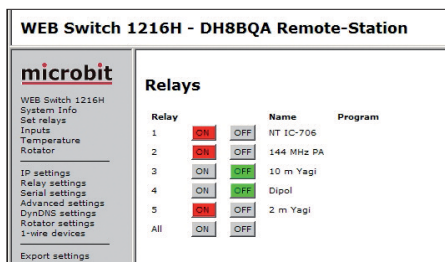 WEB Switch 1216H - DH8BQA Remote-Station
microbit
WEB Switch 1216H
System Info
Set relays
Inputs
Temperature
Rotator
IP settings
Relay settings
Serial settings
Advanced settings
DynDNS settings
Rotator settings
1-wire devices
Export settings
Relays
Relay Name Program
1 ON OFF NT IC-706
2 ON OFF 144 MHz PA
3 ON OFF 10 m Yagi
4 ON OFF Dipol
5 ON OFF 2 m Yagi
All ON OFF